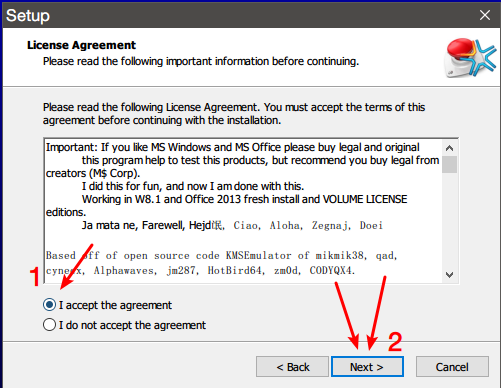 Setup
License Agreement
Please read the following important information before continuing.
Please read the following License Agreement. You must accept the terms of this
agreement before continuing with the installation.
Important: If you like MS Windows and MS Office please buy legal and original
this program help to test this products, but recommend you buy legal from
creators (M$ Corp).
I did this for fun, and now I am done with this.
Working in W8.1 and Office 2013 fresh install and VOLUME LICENSE
editions.
Ja mata ne, Farewell, Hejd氓, Ciao, Aloha, Zegnaj, Doei
Based off of open source code KMSEmulator of mikmik38, qad,
cynecx, Alphawaves, jm287, HotBird64, zm0d, CODYQX4.
1
I accept the agreement
I do not accept the agreement
2
< Back
Next >
Cancel